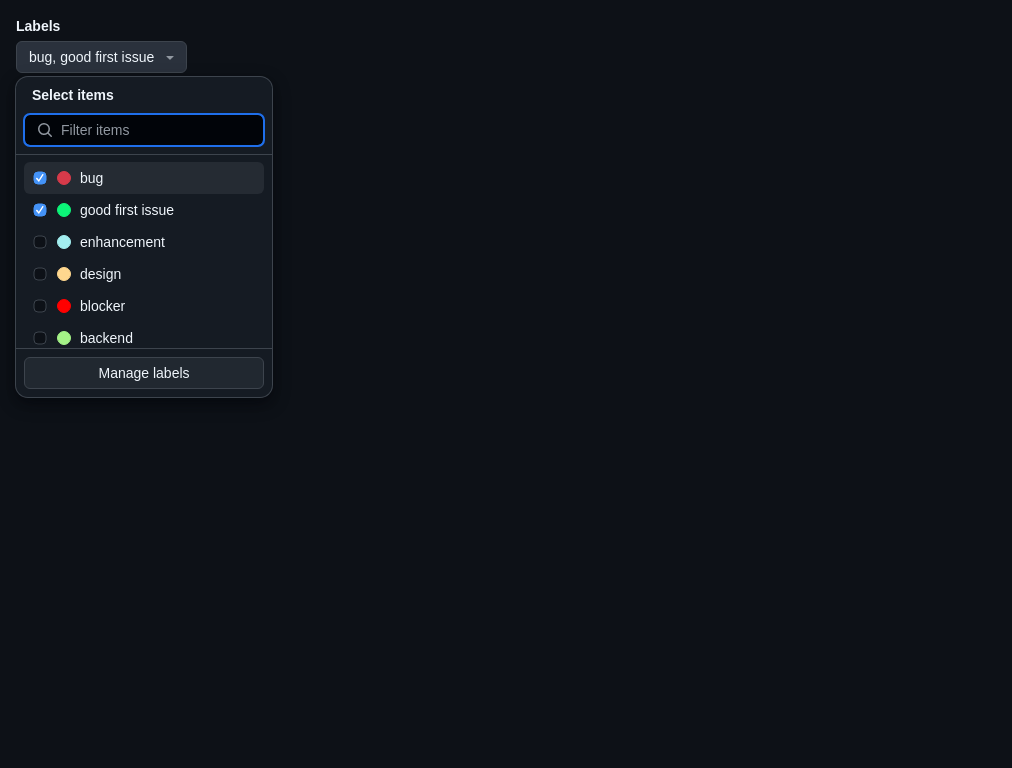 Labels
bug, good first issue
Select items
Filter items
bug
good first issue
enhancement
design
blocker
backend
Manage labels